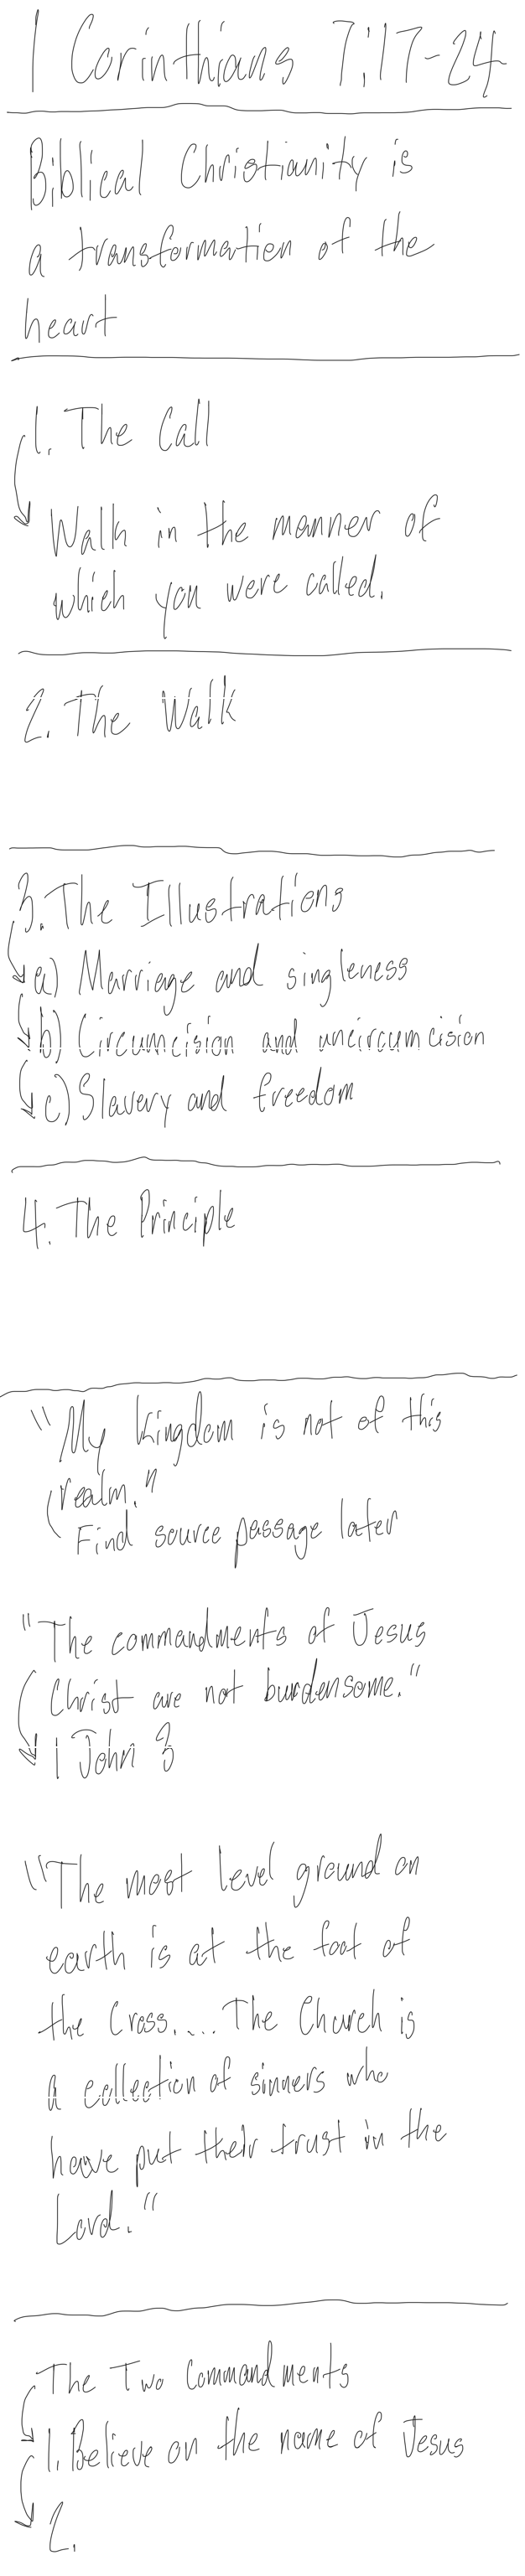 1 Corinthians 7:17-24
Biblical Christianity is
a transformation of the
heart
1. The Call
Walk in the manner of
which you were called.
2. The Walk
3. The Illustrations
a) Marriage and singleness
b) Circumcision and uncircumcision
c) Slavery and freedom
4. The Principle
"My kingdom is not of this
realm."
Find source passage later
"The commandments of Jesus
Christ are not burdensome."
1 John 3
"The most level ground on
earth is at the foot of
the Cross.... The Church is
a collection of sinners who
have put their trust in the
Lord."
The Two Commandments
1. Believe on the name of Jesus
2.